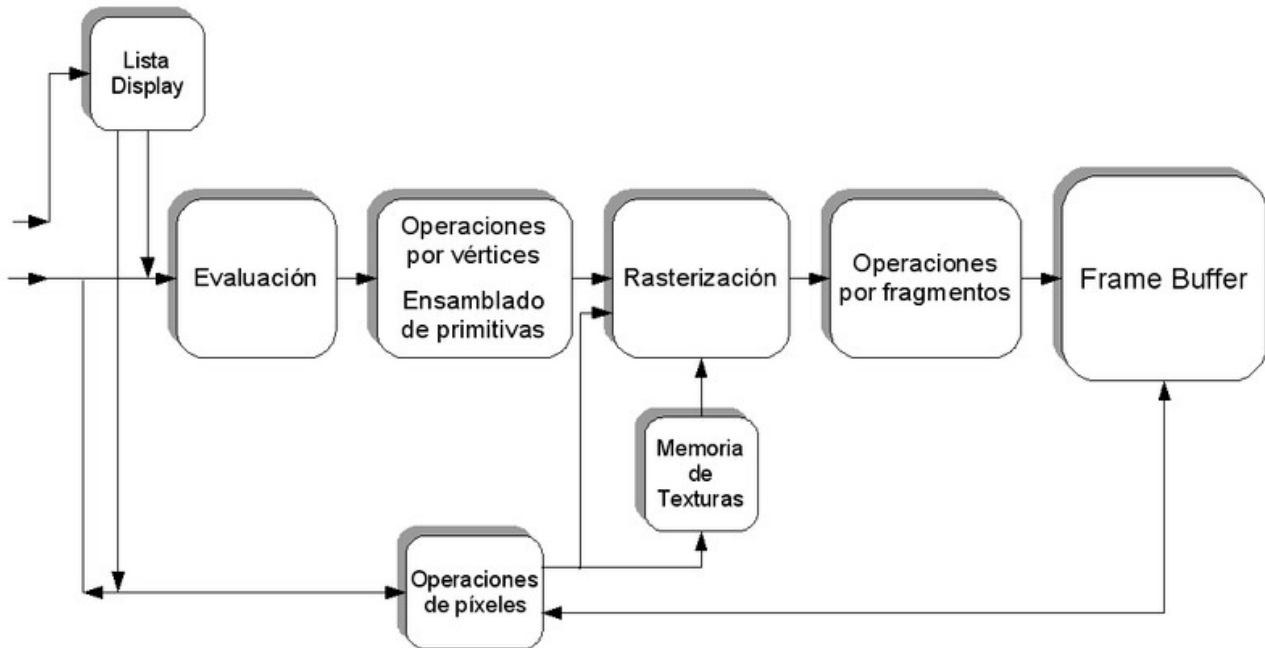 Lista
Display
Evaluación
Operaciones
por vértices
Ensamblado
de primitivas
Rasterización
Operaciones
por fragmentos
Frame Buffer
Memoria
de
Texturas
Operaciones
de píxeles